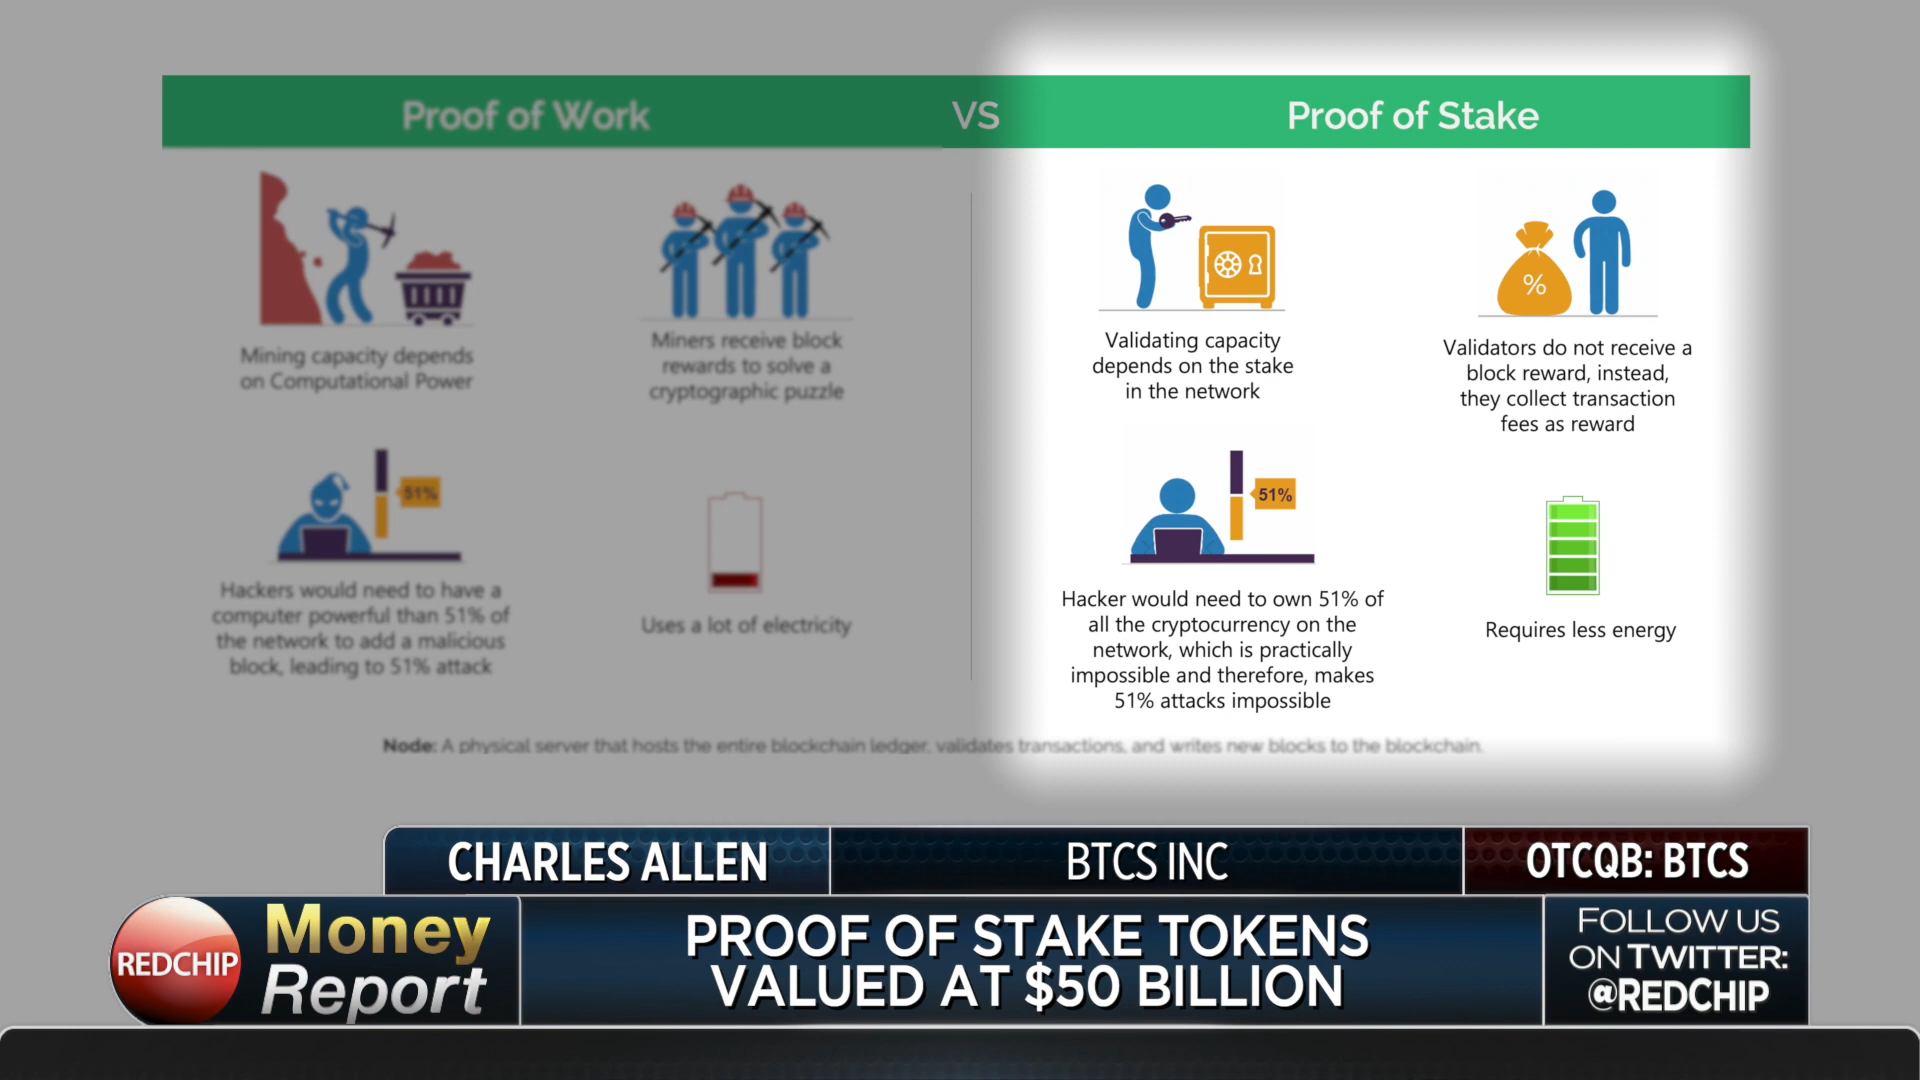 Proof of Work
VS
Proof of Stake
Mining capacity depends
on Computational Power
Miners receive block
rewards to solve a
cryptographic puzzle
Validating capacity
depends on the stake
in the network
%
Validators do not receive a
block reward, instead,
they collect transaction
fees as reward
51%
Hackers would need to have a
computer powerful than 51% of
the network to add a malicious
block, leading to 51% attack
Uses a lot of electricity
51%
Hacker would need to own 51% of
all the cryptocurrency on the
network, which is practically
impossible and therefore, makes
51% attacks impossible
Requires less energy
Node: A physical server that hosts the entire blockchain ledger, validates transactions, and writes new blocks to the blockchain.
CHARLES ALLEN
BTCS INC
OTCQB: BTCS
REDCHIP
Money
Report
PROOF OF STAKE TOKENS
VALUED AT $50 BILLION
FOLLOW US
ON TWITTER:
@REDCHIP